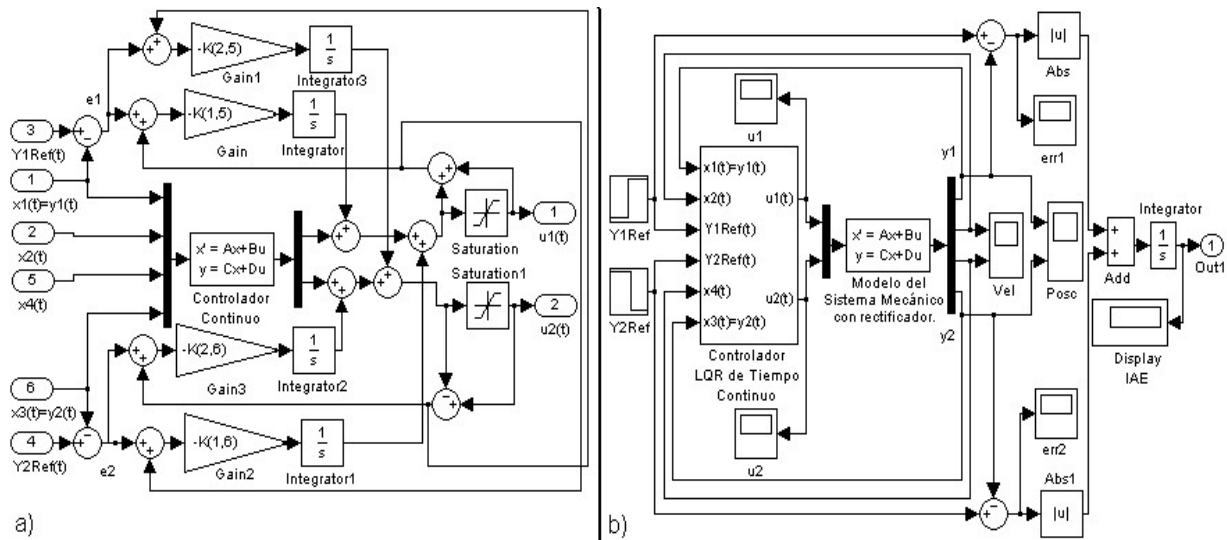 -K(2,5)
1
s
Gain1
Integrator3
e1
-K(1,5)
1
s
Gain
Integrator
3
Y1Ref(t)
1
x1(t)=y1(t)
2
x2(t)
5
x4(t)
x' = Ax+Bu
y = Cx+Du
Controlador
Continuo
Saturation
1
u1(t)
Saturation1
2
u2(t)
-K(2,6)
1
s
Gain3
Integrator2
6
x3(t)=y2(t)
4
Y2Ref(t)
e2
-K(1,6)
1
s
Gain2
Integrator1
a)
|u|
Abs
err1
u1
y1
Y1Ref
Y2Ref
x1(t)=y1(t)
x2(t)
Y1Ref(t)
Y2Ref(t)
x4(t)
x3(t)=y2(t)
u1(t)
u2(t)
Controlador
LQR de Tiempo
Continuo
x' = Ax+Bu
y = Cx+Du
Modelo del
Sistema Mecánico
con rectificador.
Vel
Posc
y2
Add
Integrator
1
s
1
Out1
Display
IAE
u2
err2
Abs1
|u|
b)